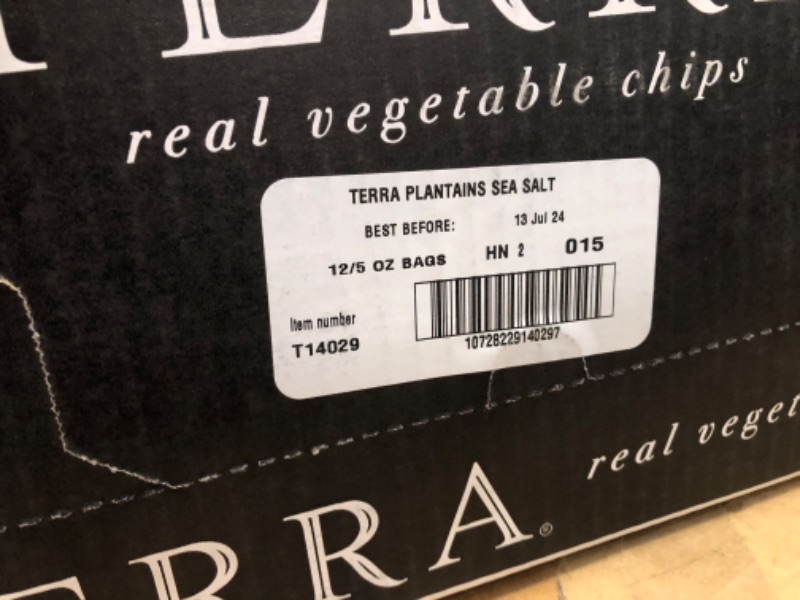 TERRA
real vegetable chips
TERRA PLANTAINS SEA SALT
BEST BEFORE: 13 Jul 24
12/5 OZ BAGS HN 2 015
Item number
T14029
10728229140297
real veget
ERRA®